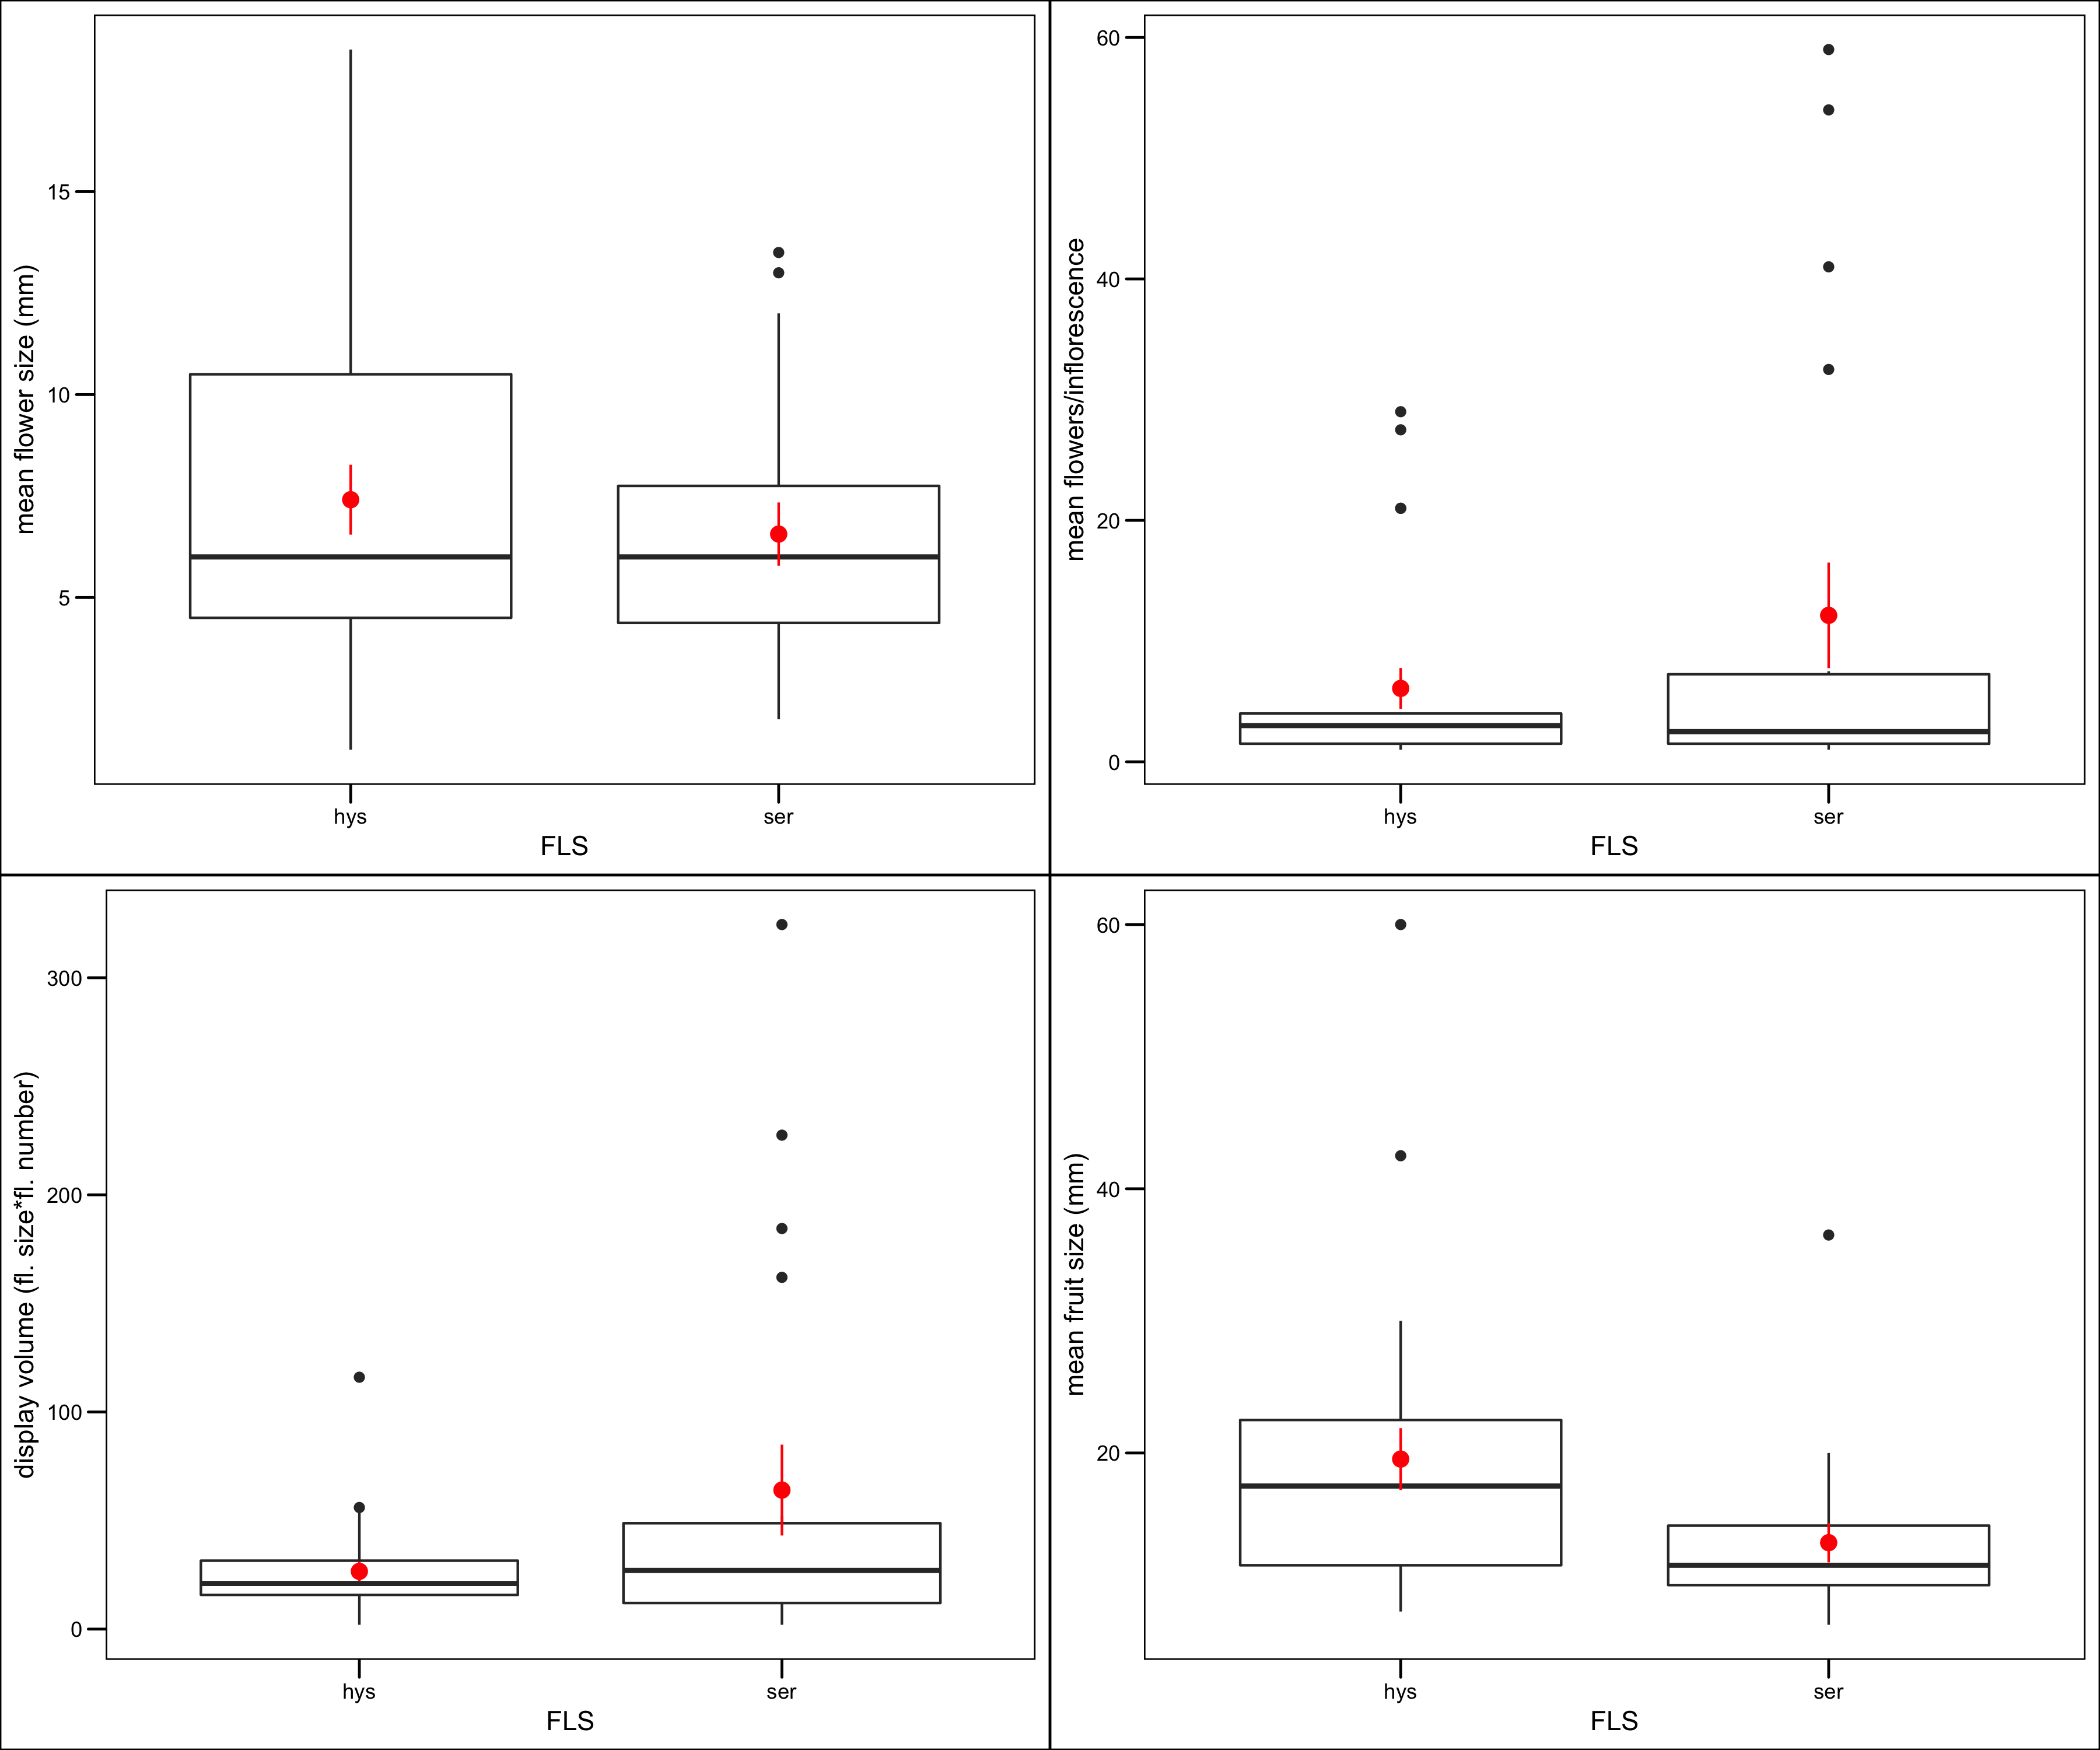 mean flower size (mm)
15
10
5
hys
ser
FLS
mean flowers/inflorescence
60
40
20
0
hys
ser
FLS
display volume (fl. size*fl. number)
300
200
100
0
hys
ser
FLS
mean fruit size (mm)
60
40
20
hys
ser
FLS